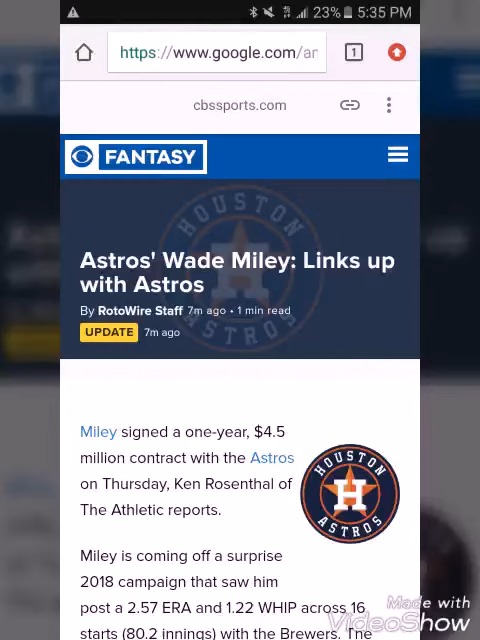 23% 5:35 PM
https://www.google.com/an
1
cbssports.com
FANTASY
HOUSTON
ASTROS
Astros' Wade Miley: Links up
with Astros
By RotoWire Staff 7m ago • 1 min read
UPDATE 7m ago
Miley signed a one-year, $4.5
million contract with the Astros
on Thursday, Ken Rosenthal of
The Athletic reports.
HOUSTON
H
ASTROS
Miley is coming off a surprise
2018 campaign that saw him
post a 2.57 ERA and 1.22 WHIP across 16
starts (80.2 innings) with the Brewers. The
Made with
VideoShow